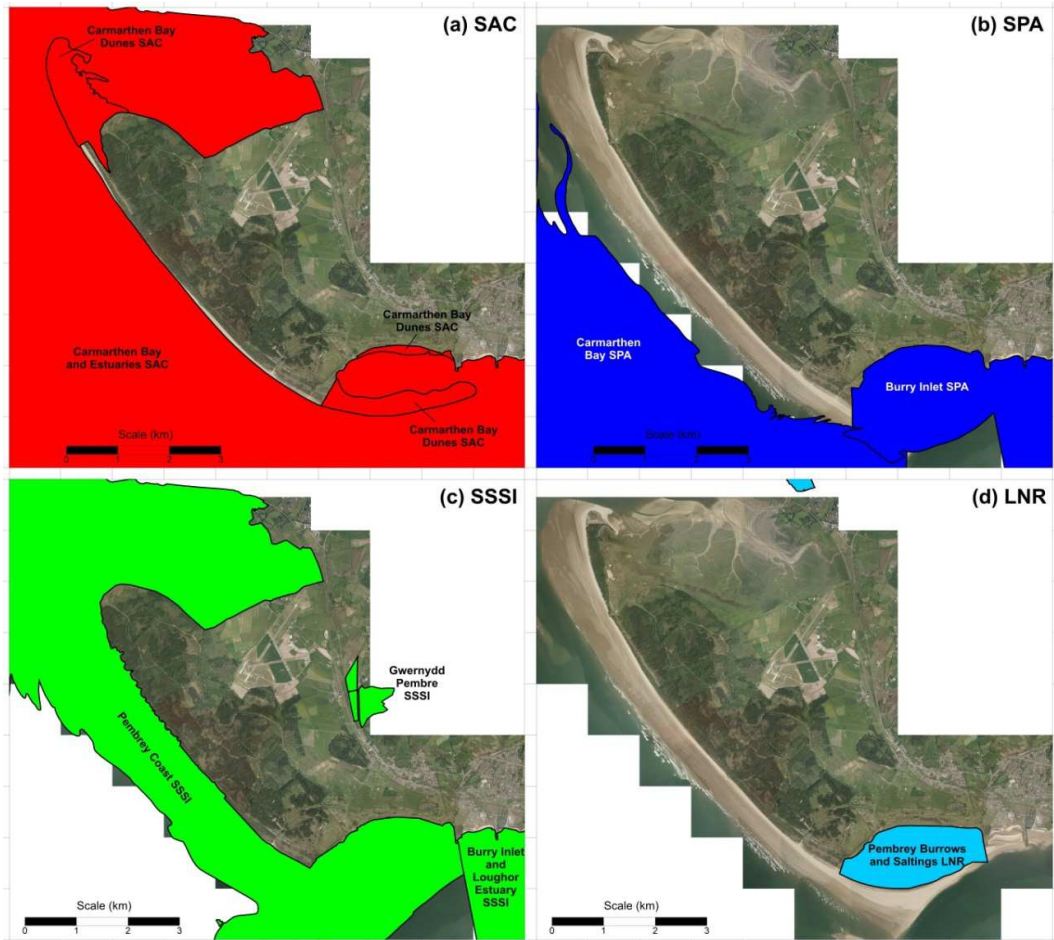 (a) SAC
Carmarthen Bay
Dunes SAC
Carmarthen Bay
Dunes SAC
Carmarthen Bay
and Estuaries SAC
Carmarthen Bay
Dunes SAC
Scale (km)
0 1 2 3
(b) SPA
Carmarthen
Bay SPA
Burry Inlet SPA
Scale (km)
(c) SSSI
Gwernydd
Pembre
SSSI
Pembrey Coast SSSI
Burry Inlet
and
Loughor
Estuary
SSSI
Scale (km)
0 1 2 3
(d) LNR
Pembrey Burrows
and Saltings LNR
Scale (km)
0 1 2 3